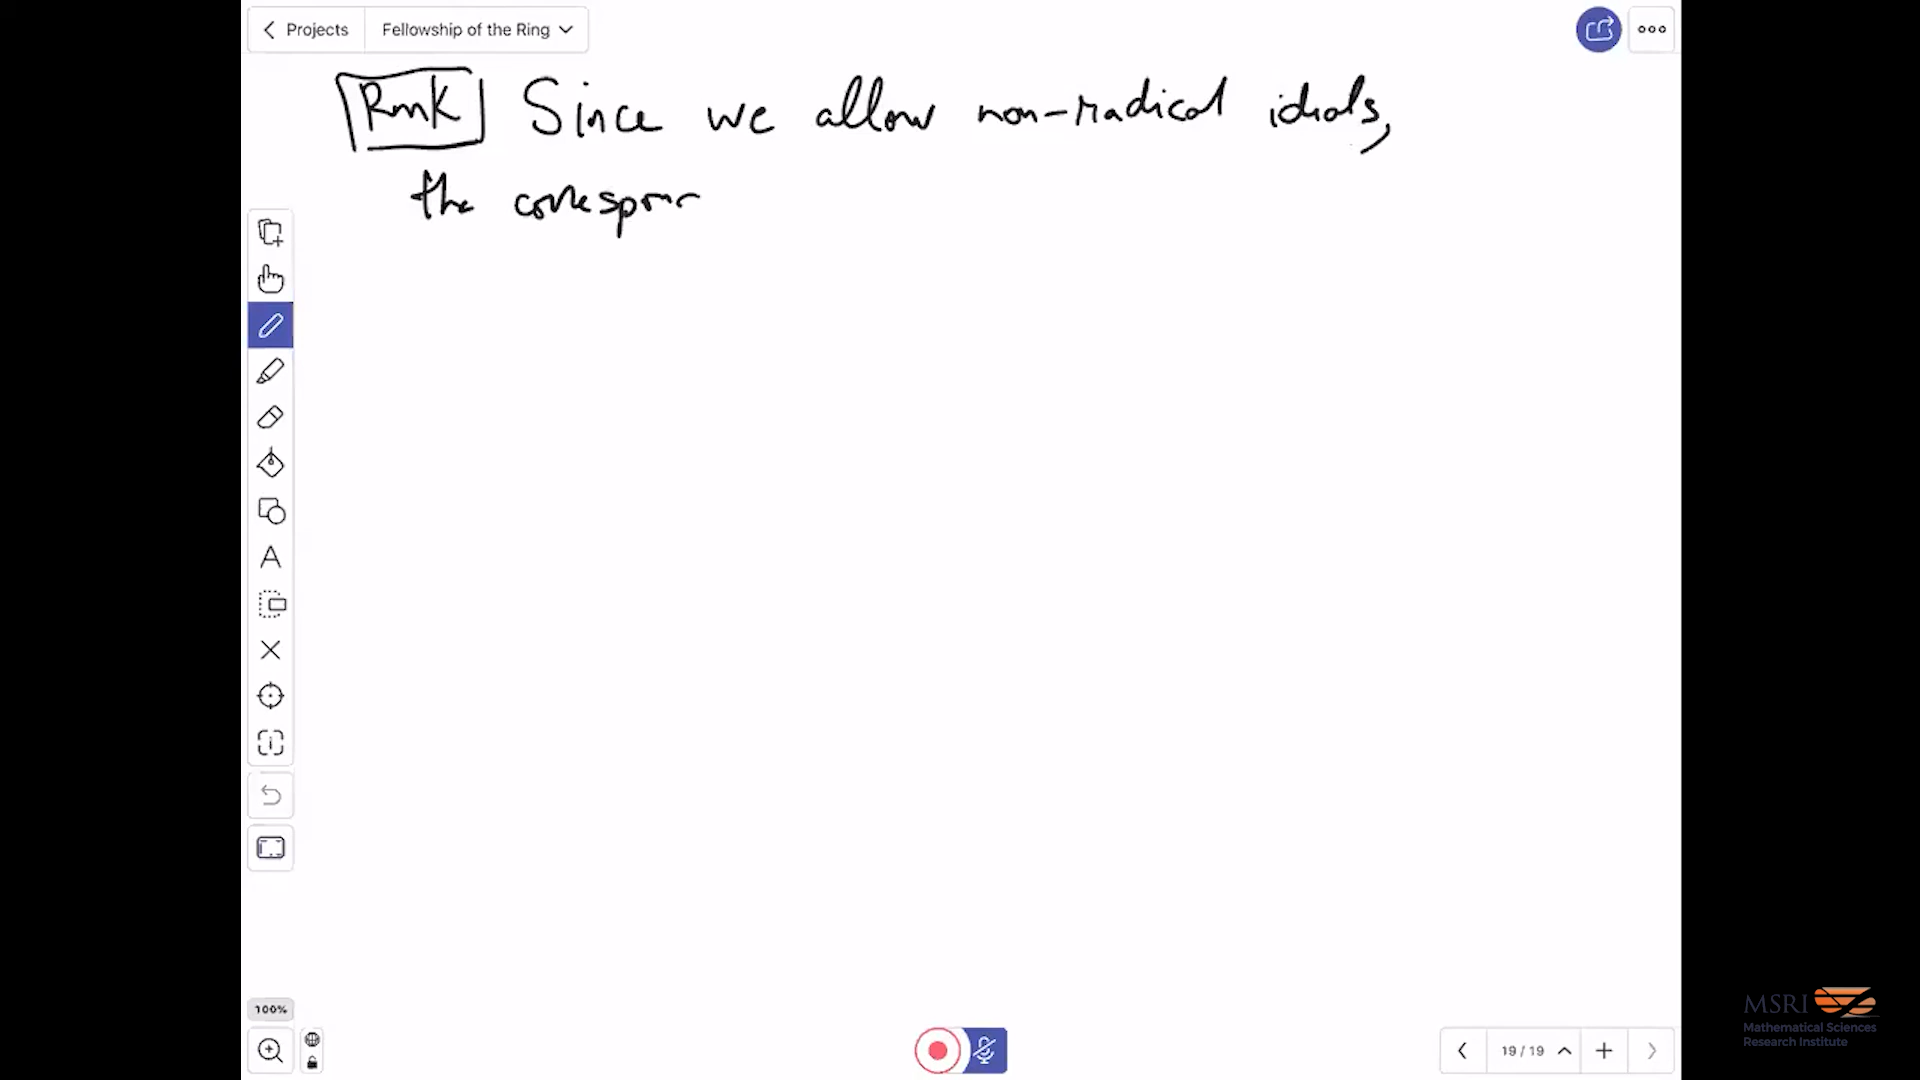 Projects
Fellowship of the Ring
Rmk Since we allow non-radical ideals,
the correspon
A
100%
19/19
MSRI
Mathematical Sciences
Research Institute